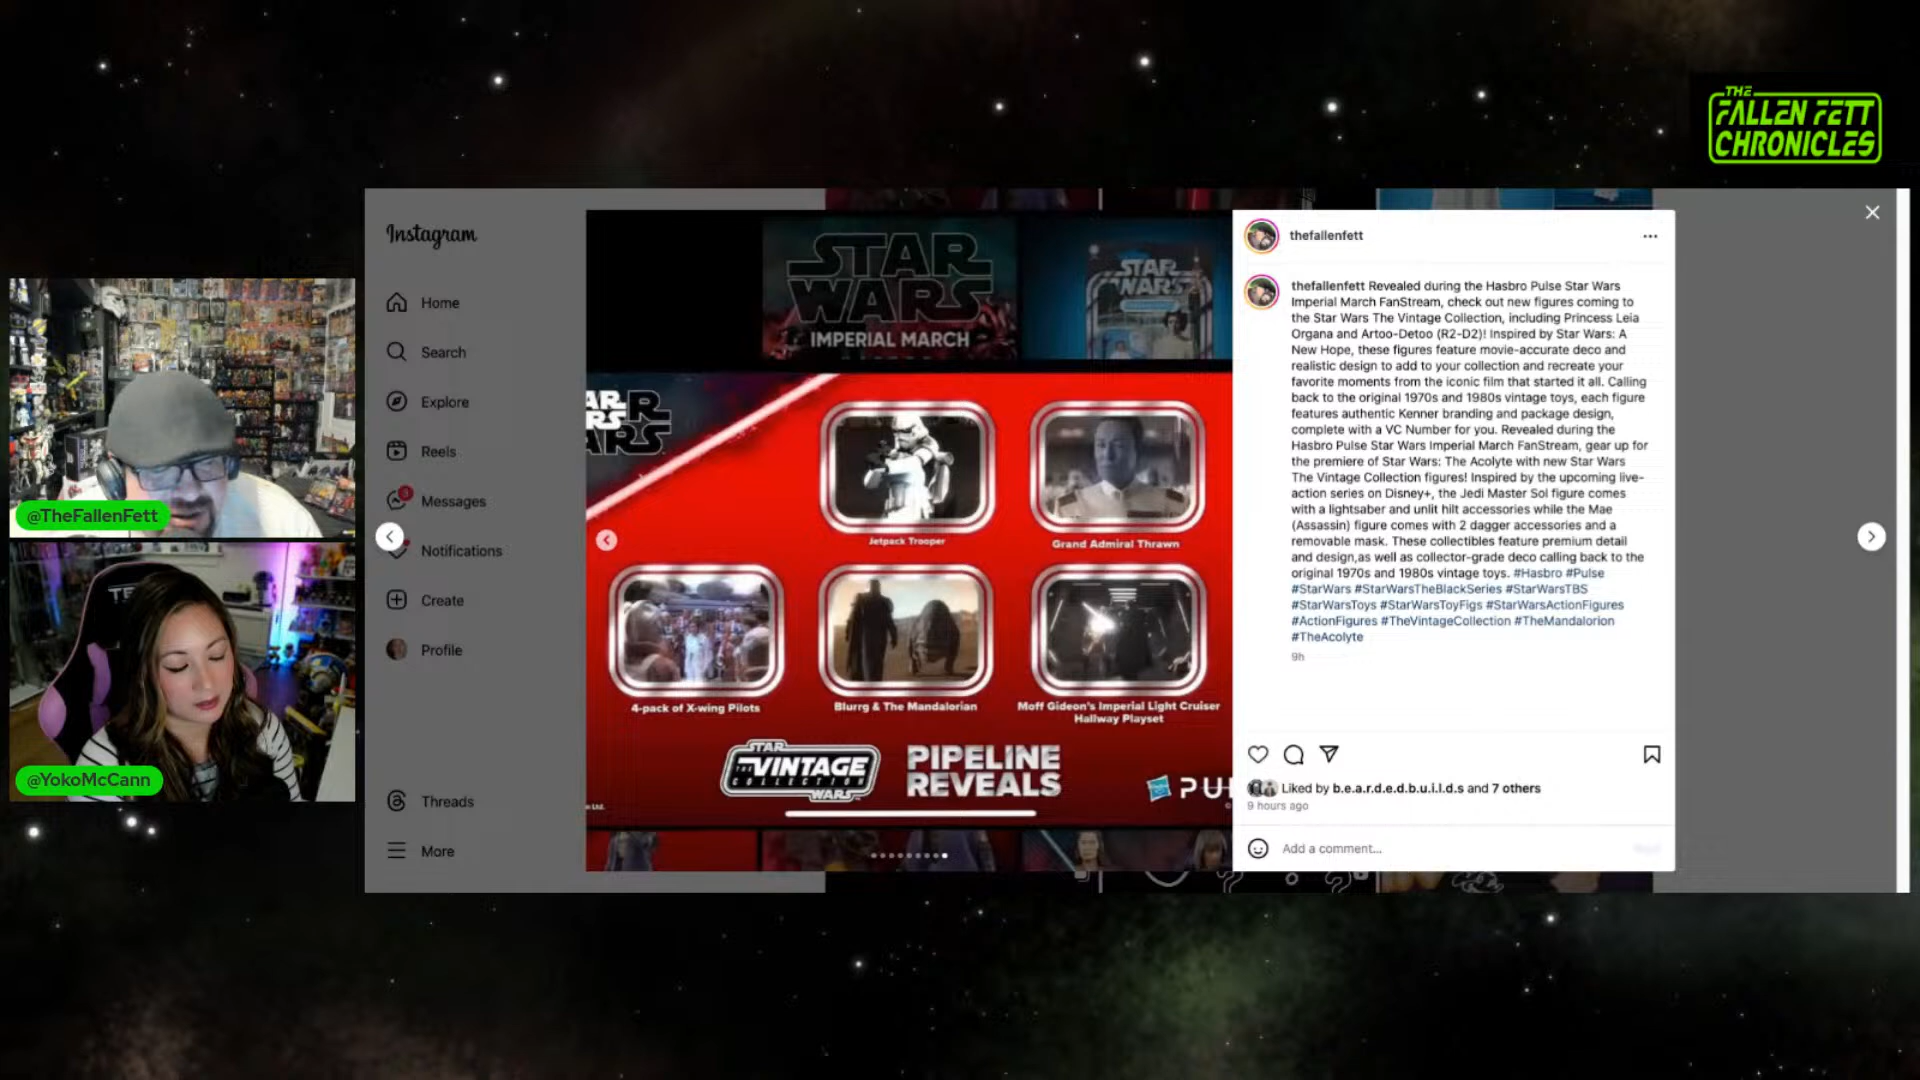 THE
FALLEN FETT
CHRONICLES
Instagram
Home
Search
Explore
Reels
3
Messages
Notifications
Create
Profile
Threads
More
@TheFallenFett
@YokoMcCann
STAR
WARS
IMPERIAL MARCH
STAR
WARS
Jetpack Trooper
Grand Admiral Thrawn
4-pack of X-wing Pilots
Blurrg & The Mandalorian
Moff Gideon's Imperial Light Cruiser
Hallway Playset
STAR
THE
VINTAGE
COLLECTION
WARS
PIPELINE
REVEALS
PU
thefallenfett
thefallenfett Revealed during the Hasbro Pulse Star Wars
Imperial March FanStream, check out new figures coming to
the Star Wars The Vintage Collection, including Princess Leia
Organa and Artoo-Detoo (R2-D2)! Inspired by Star Wars: A
New Hope, these figures feature movie-accurate deco and
realistic design to add to your collection and recreate your
favorite moments from the iconic film that started it all. Calling
back to the original 1970s and 1980s vintage toys, each figure
features authentic Kenner branding and package design,
complete with a VC Number for you. Revealed during the
Hasbro Pulse Star Wars Imperial March FanStream, gear up for
the premiere of Star Wars: The Acolyte with new Star Wars
The Vintage Collection figures! Inspired by the upcoming live-
action series on Disney+, the Jedi Master Sol figure comes
with a lightsaber and unlit hilt accessories while the Mae
(Assassin) figure comes with 2 dagger accessories and a
removable mask. These collectibles feature premium detail
and design,as well as collector-grade deco calling back to the
original 1970s and 1980s vintage toys. #Hasbro #Pulse
#StarWars #StarWarsTheBlackSeries #StarWarsTBS
#StarWarsToys #StarWarsToyFigs #StarWarsActionFigures
#ActionFigures #TheVintageCollection #TheMandalorion
#TheAcolyte
9h
Liked by b.e.a.r.d.e.d.b.u.i.l.d.s and 7 others
9 hours ago
Add a comment...